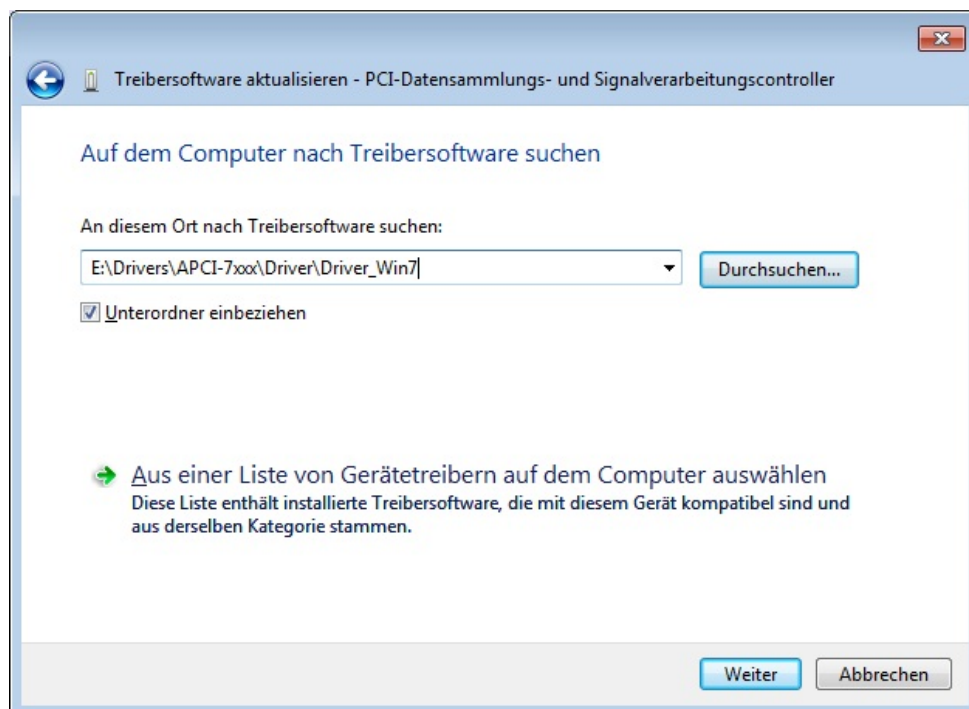 Treibersoftware aktualisieren - PCI-Datensammlungs- und Signalverarbeitungscontroller
Auf dem Computer nach Treibersoftware suchen
An diesem Ort nach Treibersoftware suchen:
E:\Drivers\APCI-7xxx\Driver\Driver_Win7
Durchsuchen...
Unterordner einbeziehen
Aus einer Liste von Gerätetreibern auf dem Computer auswählen
Diese Liste enthält installierte Treibersoftware, die mit diesem Gerät kompatibel sind und
aus derselben Kategorie stammen.
Weiter
Abbrechen